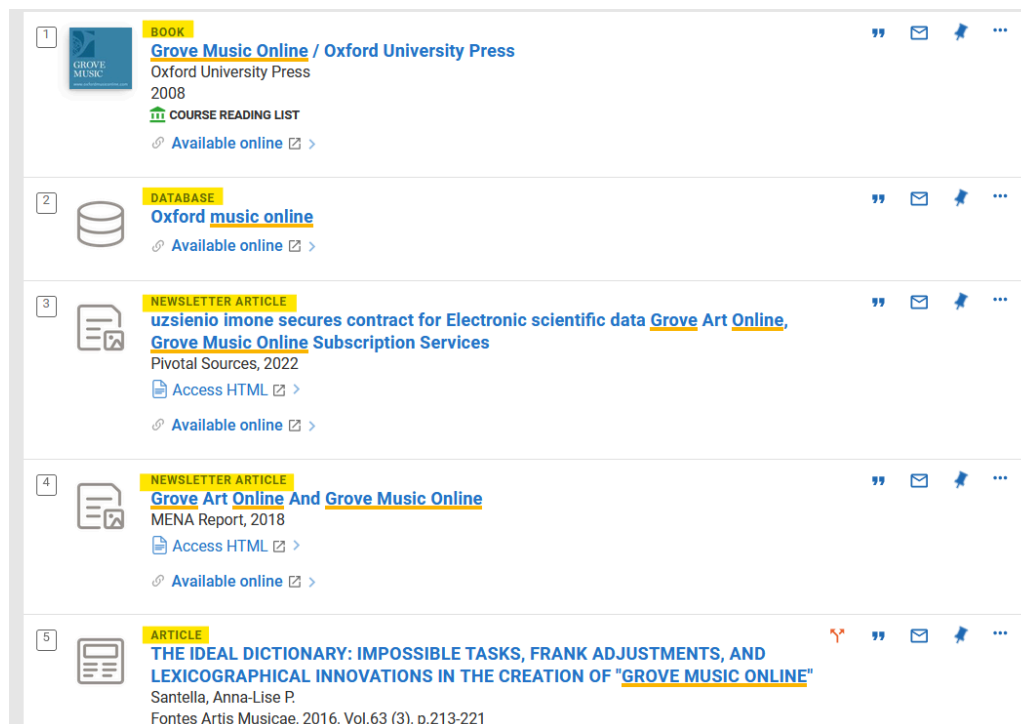 1
GROVE
MUSIC
BOOK
Grove Music Online / Oxford University Press
Oxford University Press
2008
COURSE READING LIST
Available online
2
DATABASE
Oxford music online
Available online
3
NEWSLETTER ARTICLE
uzsienio imone secures contract for Electronic scientific data Grove Art Online,
Grove Music Online Subscription Services
Pivotal Sources, 2022
Access HTML
Available online
4
NEWSLETTER ARTICLE
Grove Art Online And Grove Music Online
MENA Report, 2018
Access HTML
Available online
5
ARTICLE
THE IDEAL DICTIONARY: IMPOSSIBLE TASKS, FRANK ADJUSTMENTS, AND
LEXICOGRAPHICAL INNOVATIONS IN THE CREATION OF "GROVE MUSIC ONLINE"
Santella, Anna-Lise P.
Fontes Artis Musicae, 2016, Vol.63 (3), p.213-221